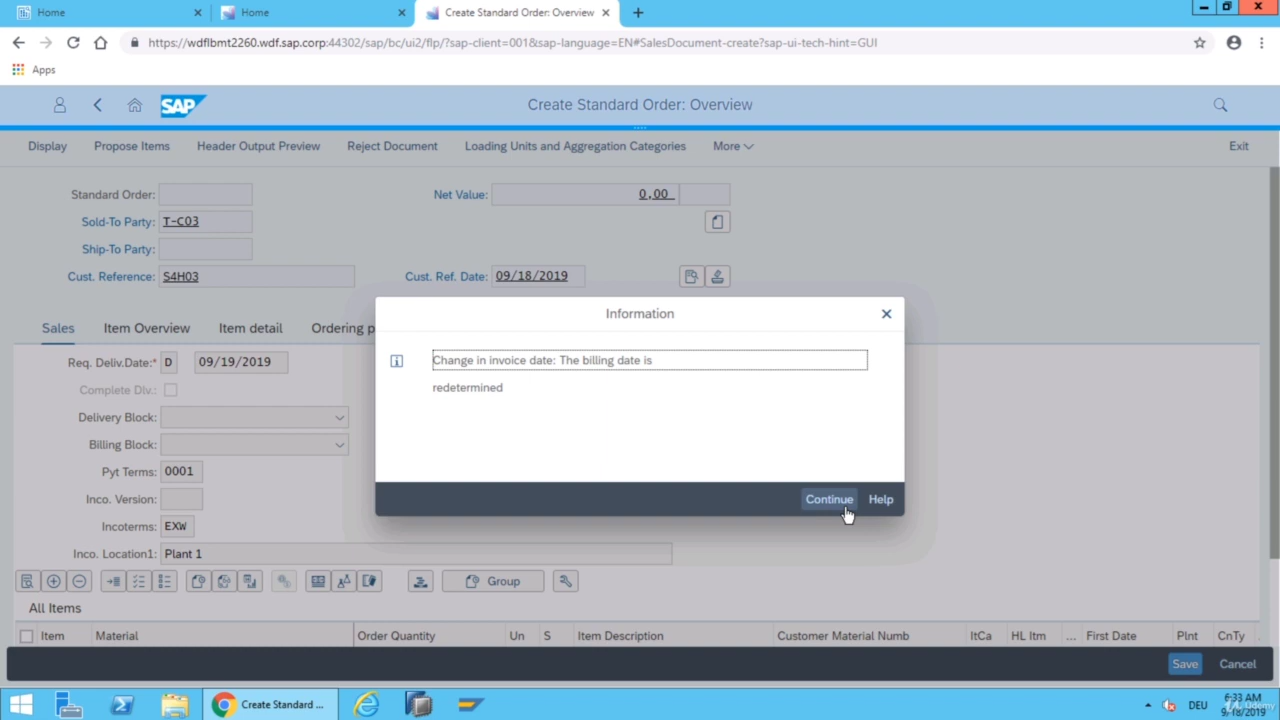 Home
Home
Create Standard Order: Overview
https://wdflbmt2260.wdf.sap.corp:44302/sap/bc/ui2/flp/?sap-client=001&sap-language=EN#SalesDocument-create?sap-ui-tech-hint=GUI
Apps
SAP
Create Standard Order: Overview
Display
Propose Items
Header Output Preview
Reject Document
Loading Units and Aggregation Categories
More
Exit
Standard Order:
Net Value:
0,00
Sold-To Party:
T-C03
Ship-To Party:
Cust. Reference:
S4H03
Cust. Ref. Date:
09/18/2019
Information
Sales
Item Overview
Item detail
Ordering p
Req. Deliv.Date:*
D
09/19/2019
Change in invoice date: The billing date is
redetermined
Complete Dlv.:
Delivery Block:
Billing Block:
Pyt Terms:
0001
Inco. Version:
Continue
Help
Incoterms:
EXW
Inco. Location1:
Plant 1
Group
All Items
Item
Material
Order Quantity
Un
S
Item Description
Customer Material Numb
ItCa
HL Itm
...
First Date
Plnt
CnTy
Save
Cancel
Create Standard ...
DEU
6:33 AM
9/18/2019
Udemy